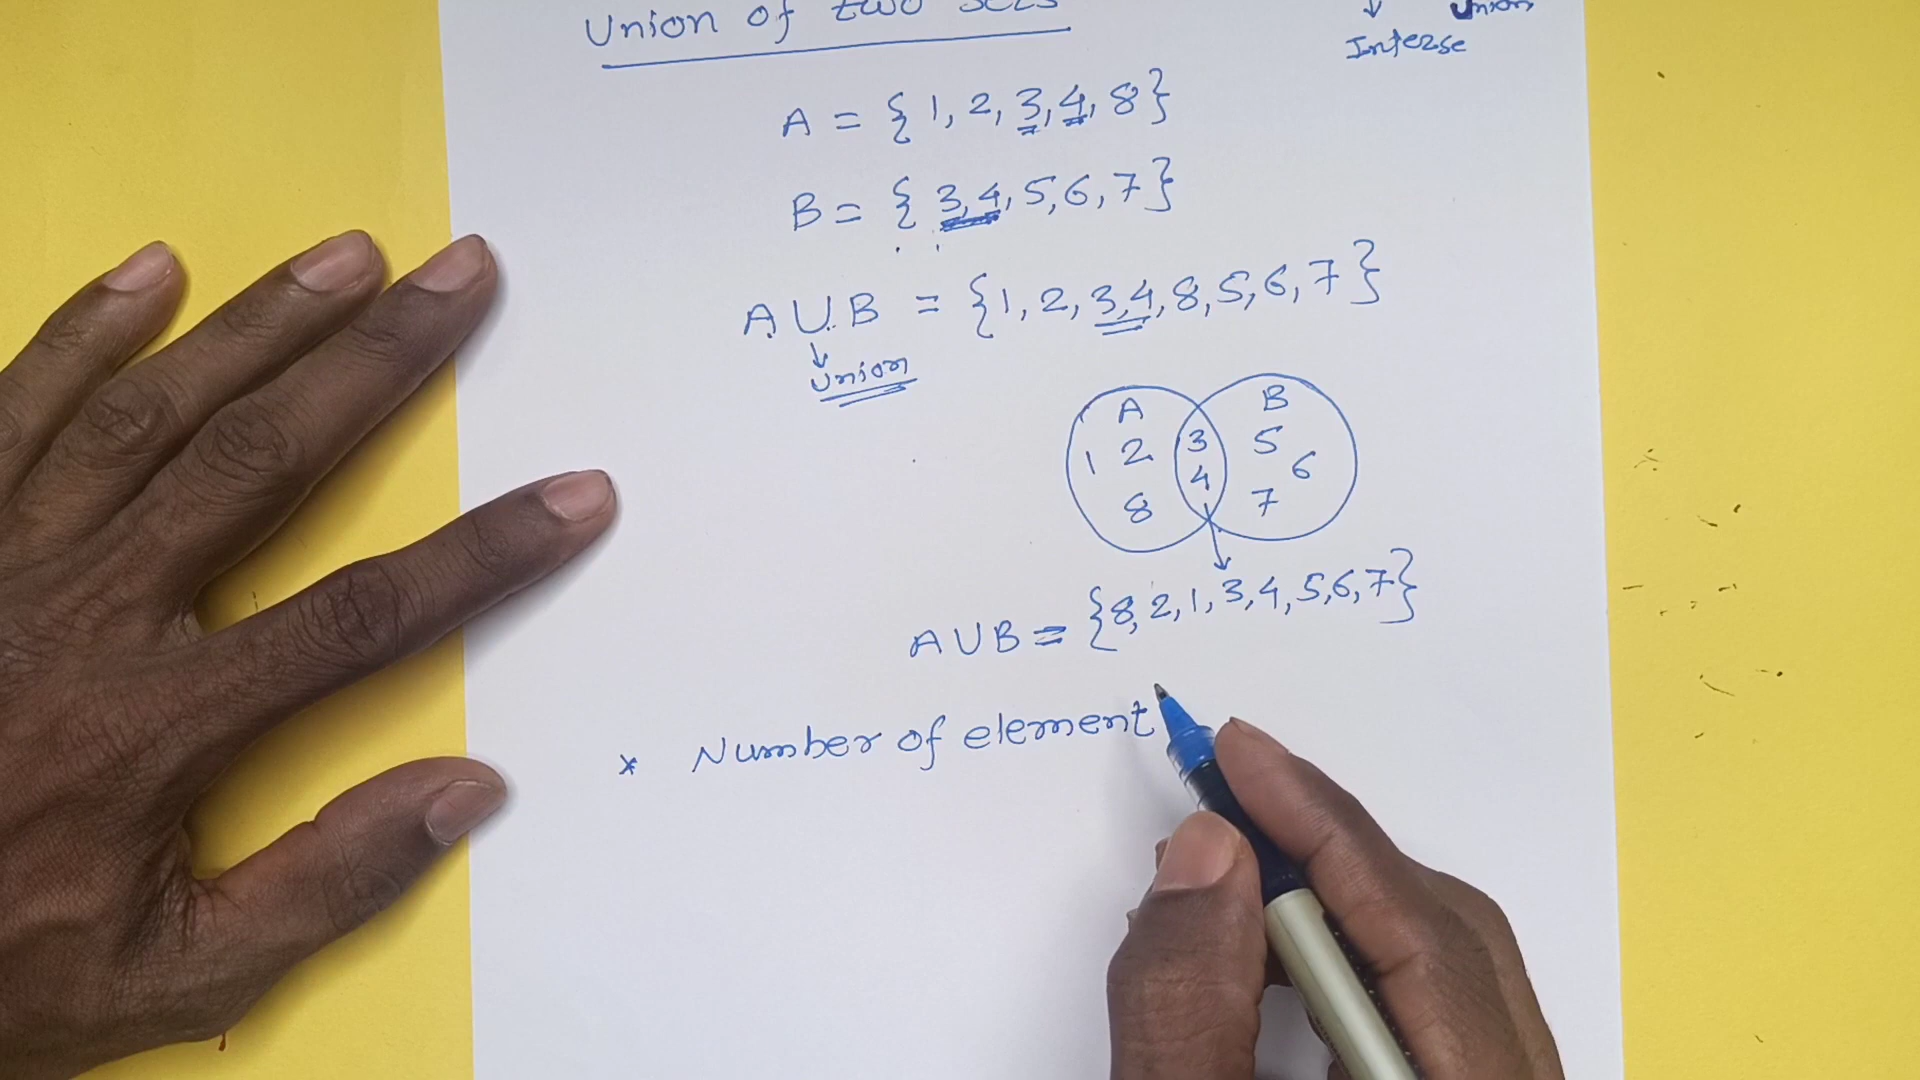 Union of two sets
Union
Interse
A = { 1, 2, 3, 4, 8}
B = { 3,4, 5, 6, 7}
A U B = {1, 2, 3,4, 8, 5, 6, 7}
Union
A B
1 2 3 5
4 6
8 7
A U B = {8, 2, 1, 3, 4, 5, 6, 7}
* Number of element